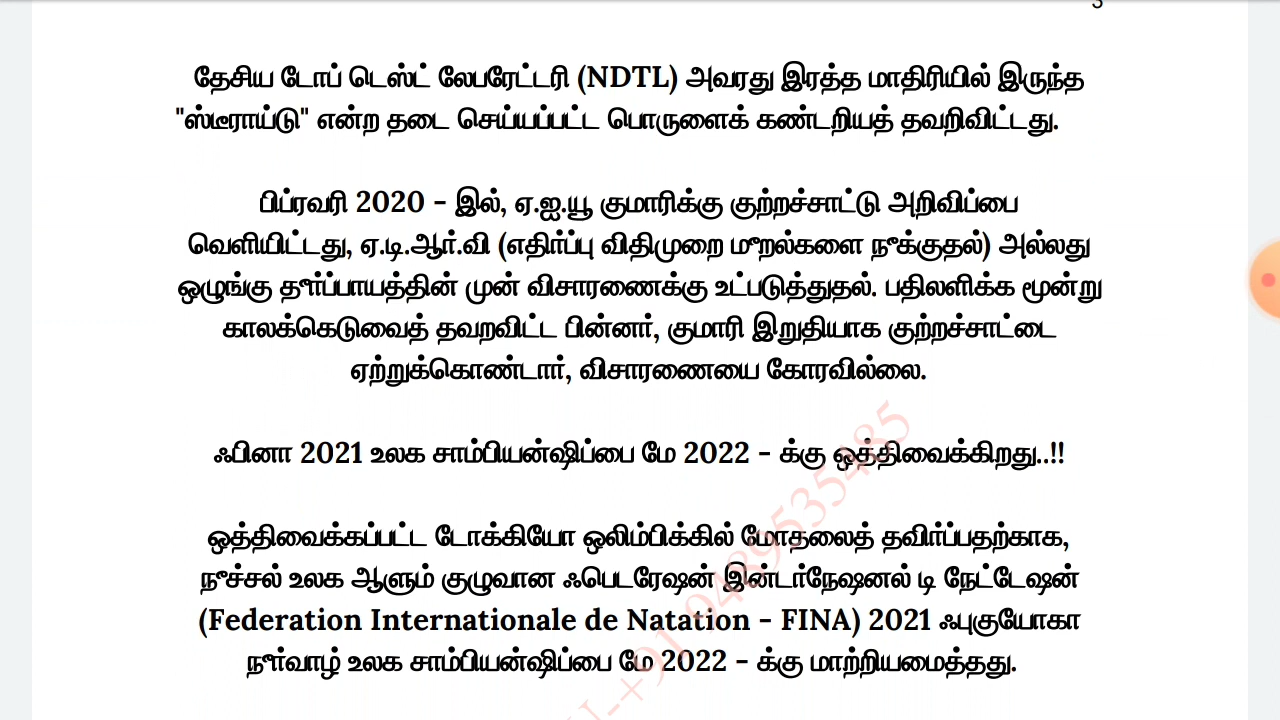 தேசிய டோப் டெஸ்ட் லேபரேட்டரி (NDTL) அவரது இரத்த மாதிரியில் இருந்த
"ஸ்டீராய்டு" என்ற தடை செய்யப்பட்ட பொருளைக் கண்டறியத் தவறிவிட்டது.
பிப்ரவரி 2020 - இல், ஏ.ஐ.யூ குமாரிக்கு குற்றச்சாட்டு அறிவிப்பை
வெளியிட்டது, ஏ.டி.ஆர்.வி (எதிர்ப்பு விதிமுறை மீறல்களை நீக்குதல்) அல்லது
ஒழுங்கு தீர்ப்பாயத்தின் முன் விசாரணைக்கு உட்படுத்துதல். பதிலளிக்க மூன்று
காலக்கெடுவைத் தவறவிட்ட பின்னர், குமாரி இறுதியாக குற்றச்சாட்டை
ஏற்றுக்கொண்டார், விசாரணையை கோரவில்லை.
ஃபினா 2021 உலக சாம்பியன்ஷிப்பை மே 2022 - க்கு ஒத்திவைக்கிறது..!!
ஒத்திவைக்கப்பட்ட டோக்கியோ ஒலிம்பிக்கில் மோதலைத் தவிர்ப்பதற்காக,
நீச்சல் உலக ஆளும் குழுவான ஃபெடரேஷன் இன்டர்நேஷனல் டி நேட்டேஷன்
(Federation Internationale de Natation - FINA) 2021 ஃபுகுயோகா
நீர்வாழ் உலக சாம்பியன்ஷிப்பை மே 2022 - க்கு மாற்றியமைத்தது.
+91 9489535485